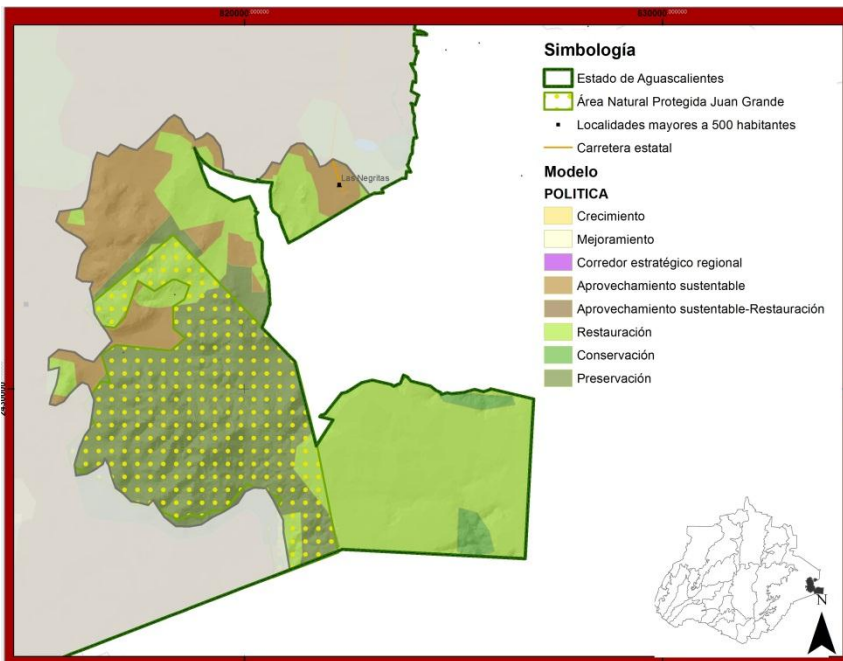 820000
830000
2430000
Las Negritas
Simbología
Estado de Aguascalientes
Área Natural Protegida Juan Grande
Localidades mayores a 500 habitantes
Carretera estatal
Modelo
POLITICA
Crecimiento
Mejoramiento
Corredor estratégico regional
Aprovechamiento sustentable
Aprovechamiento sustentable-Restauración
Restauración
Conservación
Preservación
N